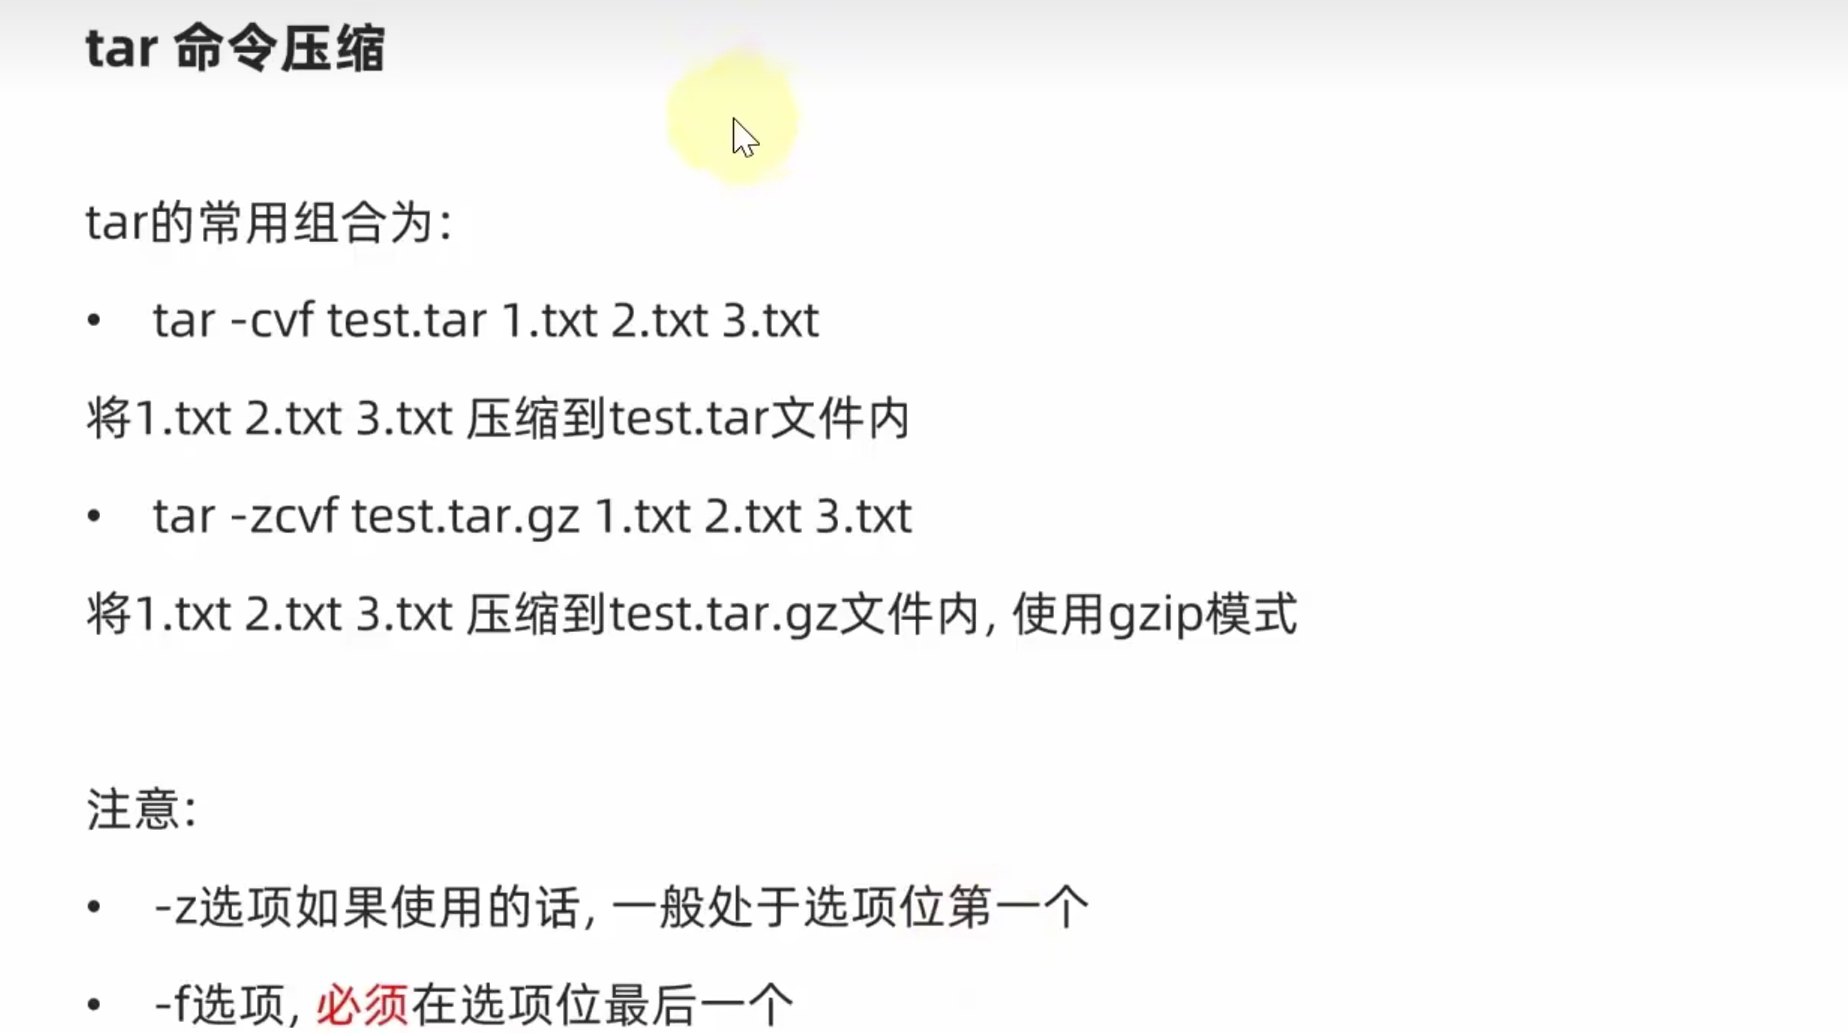 tar 命令压缩
tar的常用组合为：
• tar -cvf test.tar 1.txt 2.txt 3.txt
将1.txt 2.txt 3.txt 压缩到test.tar文件内
• tar -zcvf test.tar.gz 1.txt 2.txt 3.txt
将1.txt 2.txt 3.txt 压缩到test.tar.gz文件内, 使用gzip模式
注意：
• -z选项如果使用的话, 一般处于选项位第一个
• -f选项, 必须在选项位最后一个